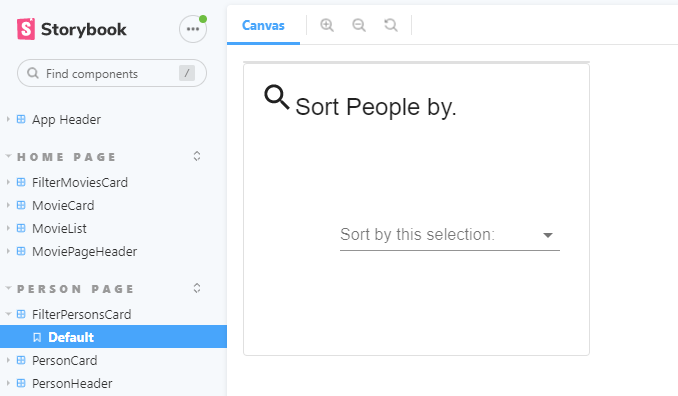 Storybook
Find components
/
App Header
HOME PAGE
FilterMoviesCard
MovieCard
MovieList
MoviePageHeader
PERSON PAGE
FilterPersonsCard
Default
PersonCard
PersonHeader
Canvas
Sort People by.
Sort by this selection: